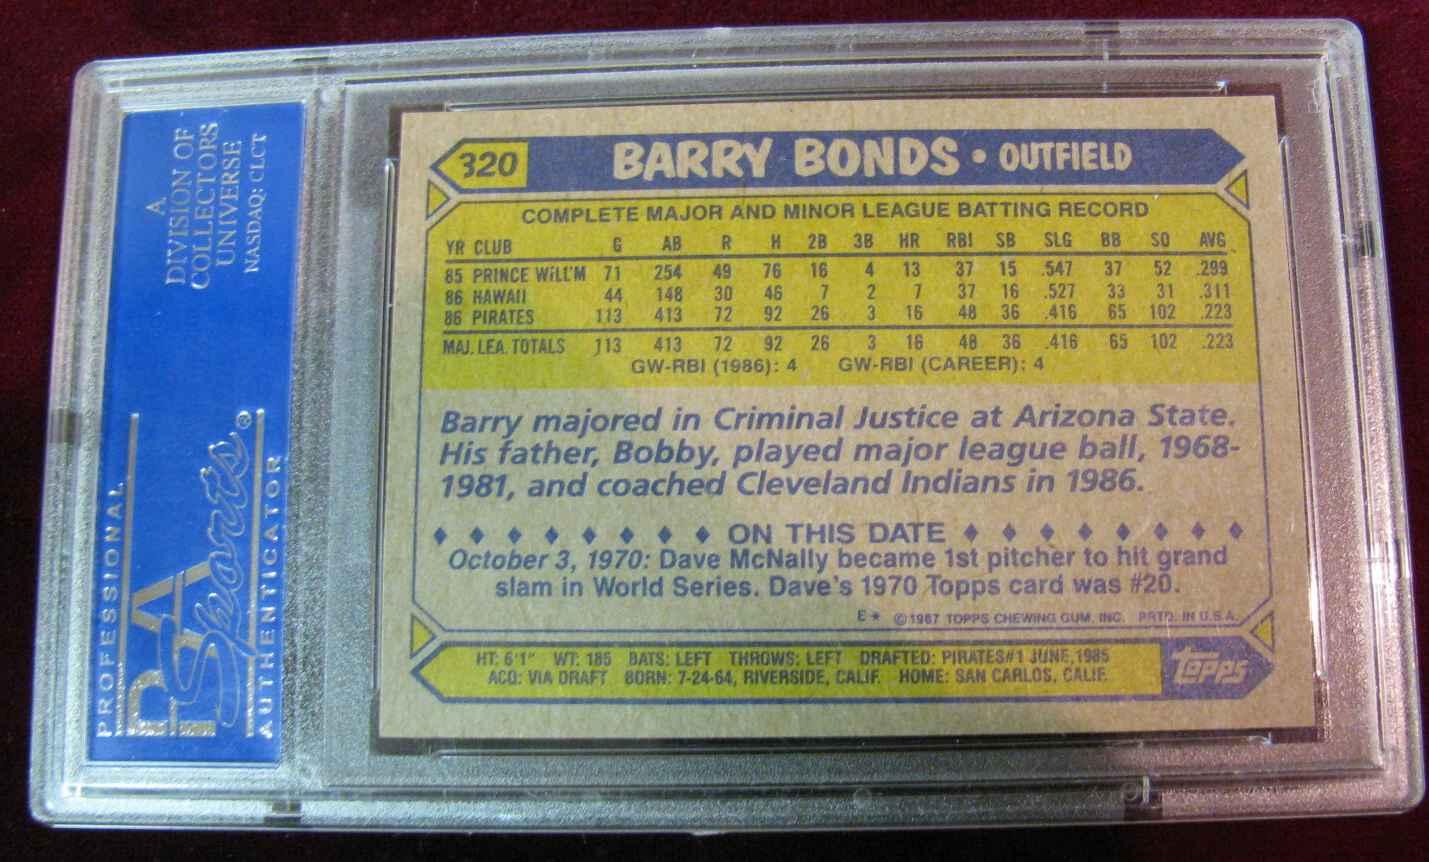 A
DIVISION OF
COLLECTORS
UNIVERSE
NASDAQ: CLCT
PROFESSIONAL
PSA
Sports®
AUTHENTICATOR
320 BARRY BONDS • OUTFIELD
COMPLETE MAJOR AND MINOR LEAGUE BATTING RECORD
YR CLUB G AB R H 2B 3B HR RBI SB SLG BB SO AVG.
85 PRINCE WILL'M 71 254 49 76 16 4 13 37 15 .547 37 52 .299
86 HAWAII 44 148 30 46 7 2 7 37 16 .527 33 31 .311
86 PIRATES 113 413 72 92 26 3 16 48 36 .416 65 102 .223
MAJ. LEA. TOTALS 113 413 72 92 26 3 16 48 36 .416 65 102 .223
GW-RBI (1986): 4 GW-RBI (CAREER): 4
Barry majored in Criminal Justice at Arizona State.
His father, Bobby, played major league ball, 1968-
1981, and coached Cleveland Indians in 1986.
ON THIS DATE
October 3, 1970: Dave McNally became 1st pitcher to hit grand
slam in World Series. Dave's 1970 Topps card was #20.
E* ©1987 TOPPS CHEWING GUM, INC. PRTD. IN U.S.A.
HT: 6'1" WT: 185 BATS: LEFT THROWS: LEFT DRAFTED: PIRATES#1 JUNE, 1985
ACQ: VIA DRAFT BORN: 7-24-64, RIVERSIDE, CALIF. HOME: SAN CARLOS, CALIF.
Topps